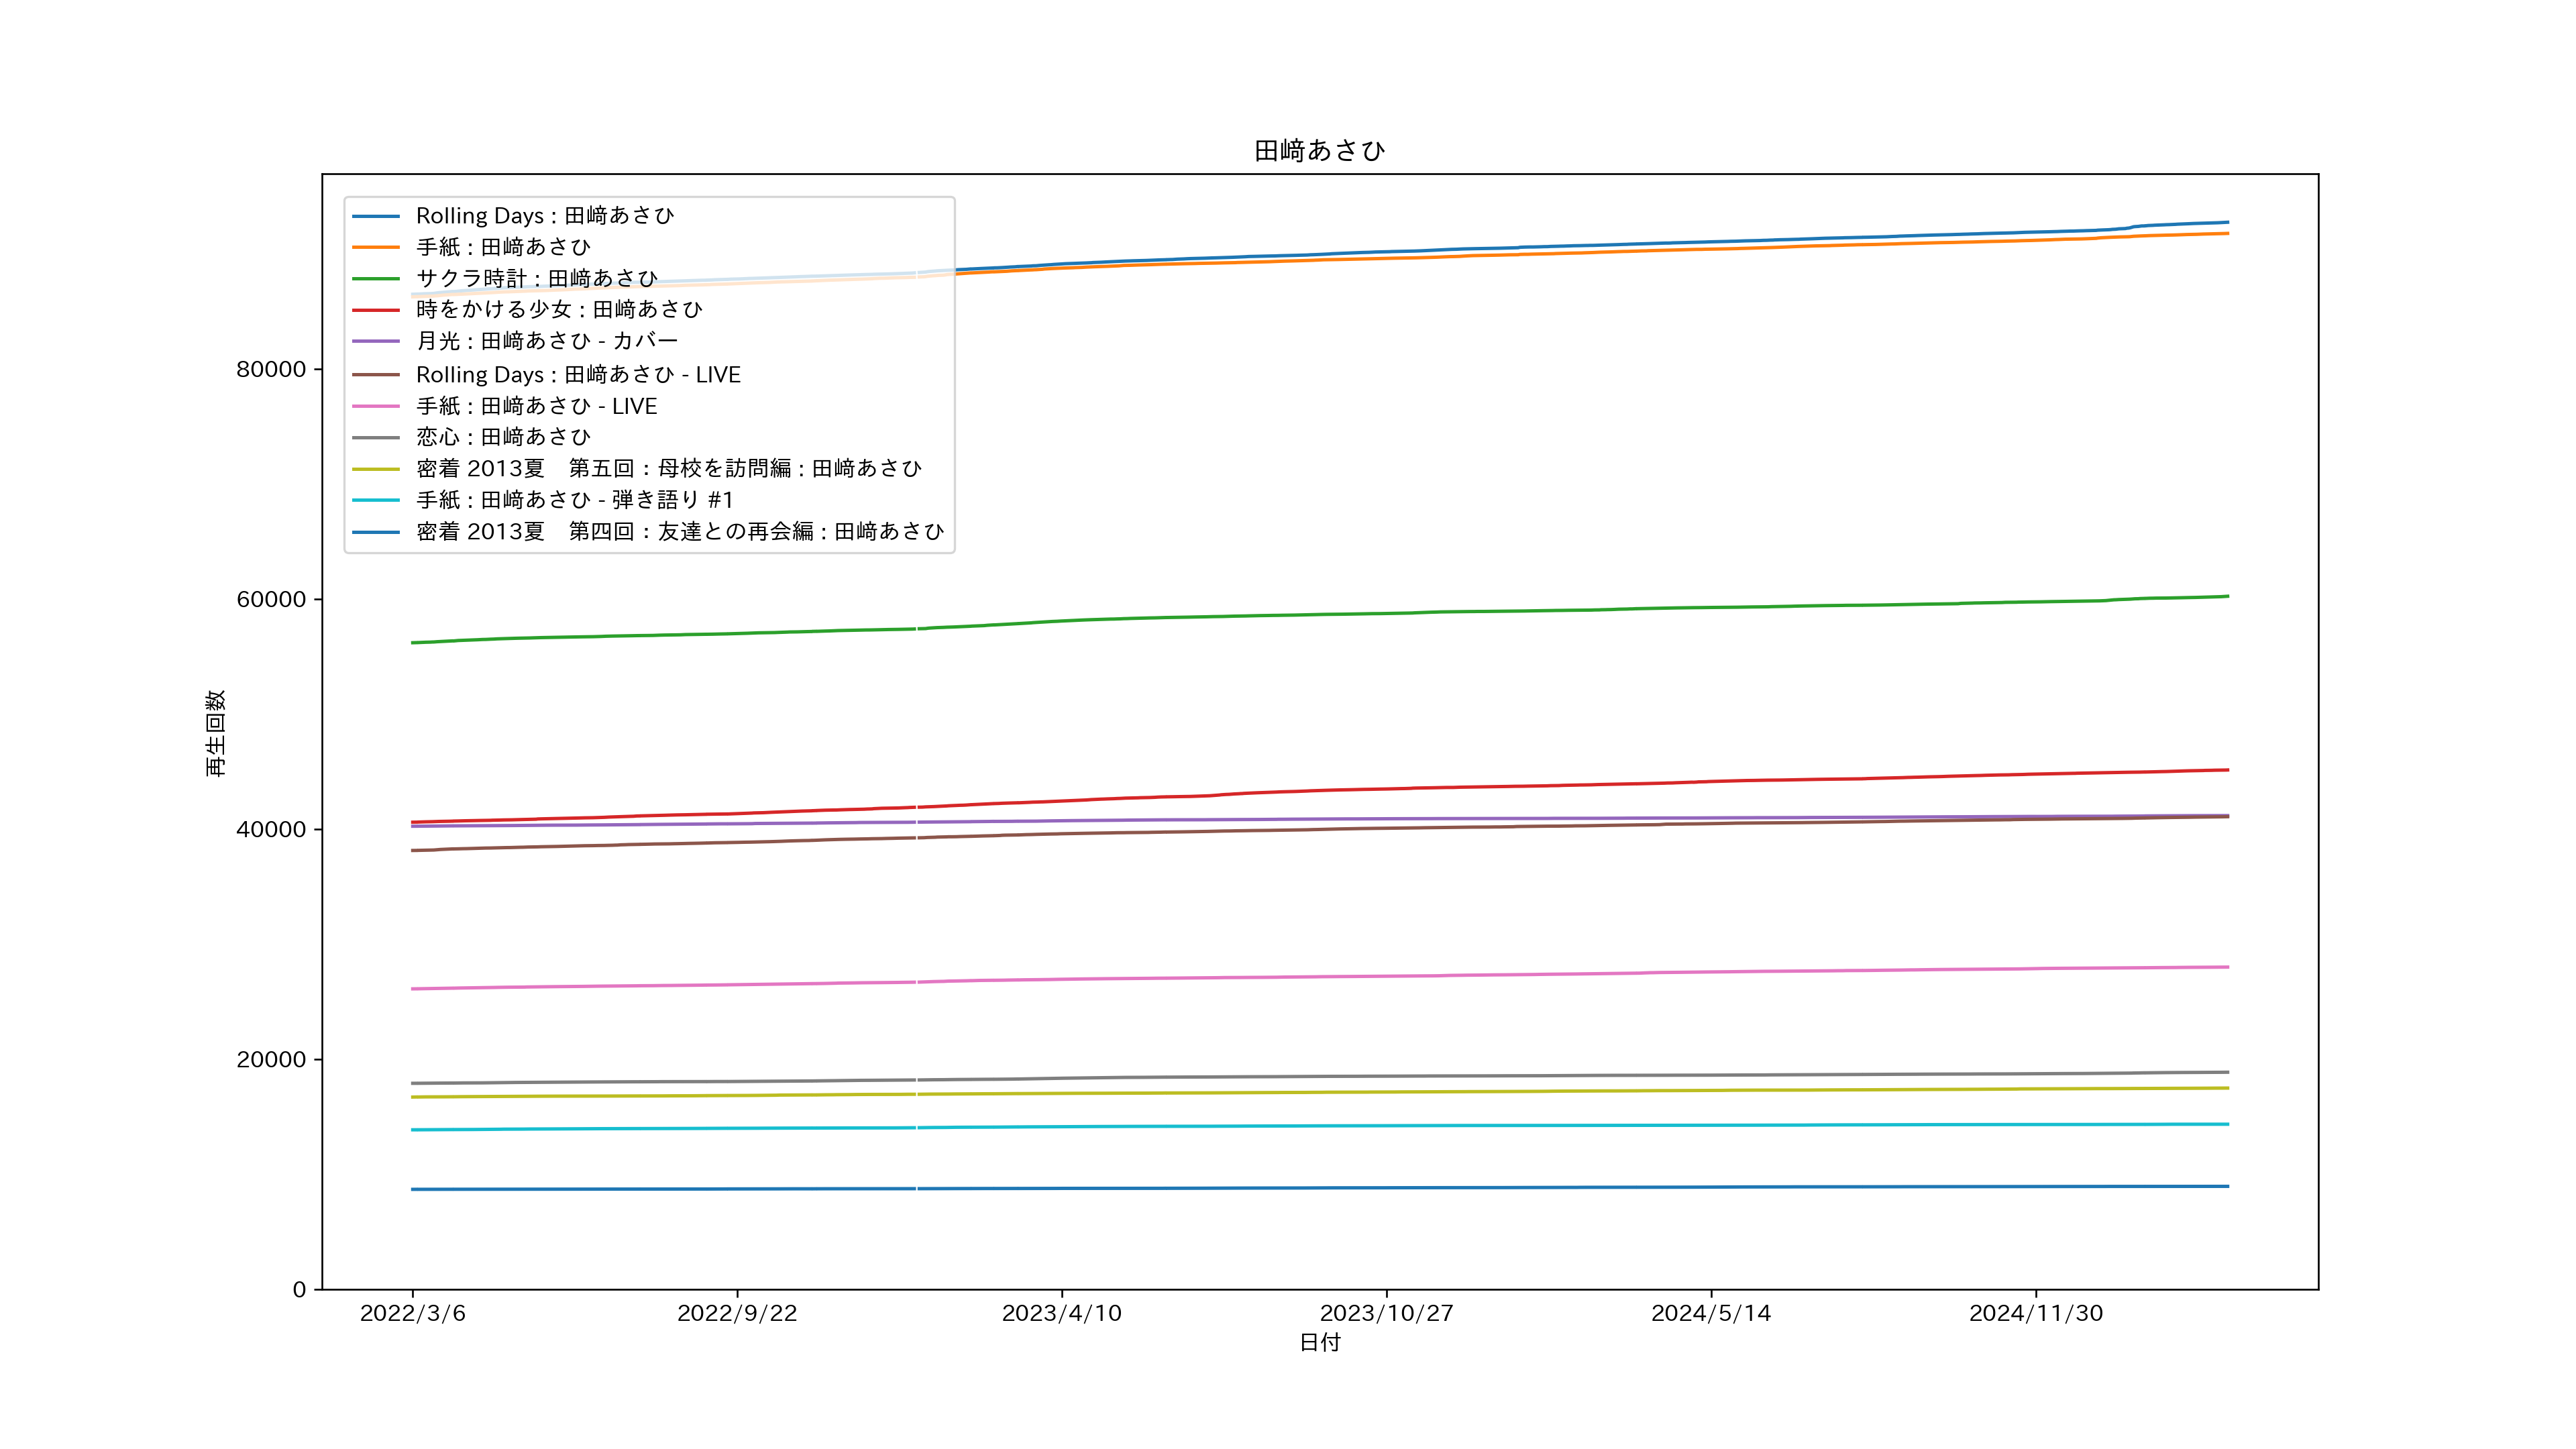 田﨑あさひ
Rolling Days : 田﨑あさひ
手紙 : 田﨑あさひ
サクラ時計 : 田﨑あさひ
時をかける少女 : 田﨑あさひ
月光 : 田﨑あさひ - カバー
Rolling Days : 田﨑あさひ - LIVE
手紙 : 田﨑あさひ - LIVE
恋心 : 田﨑あさひ
密着 2013夏　第五回：母校を訪問編 : 田﨑あさひ
手紙 : 田﨑あさひ - 弾き語り #1
密着 2013夏　第四回：友達との再会編 : 田﨑あさひ
80000
60000
40000
20000
0
再生回数
2022/3/6 2022/9/22 2023/4/10 2023/10/27 2024/5/14 2024/11/30
日付